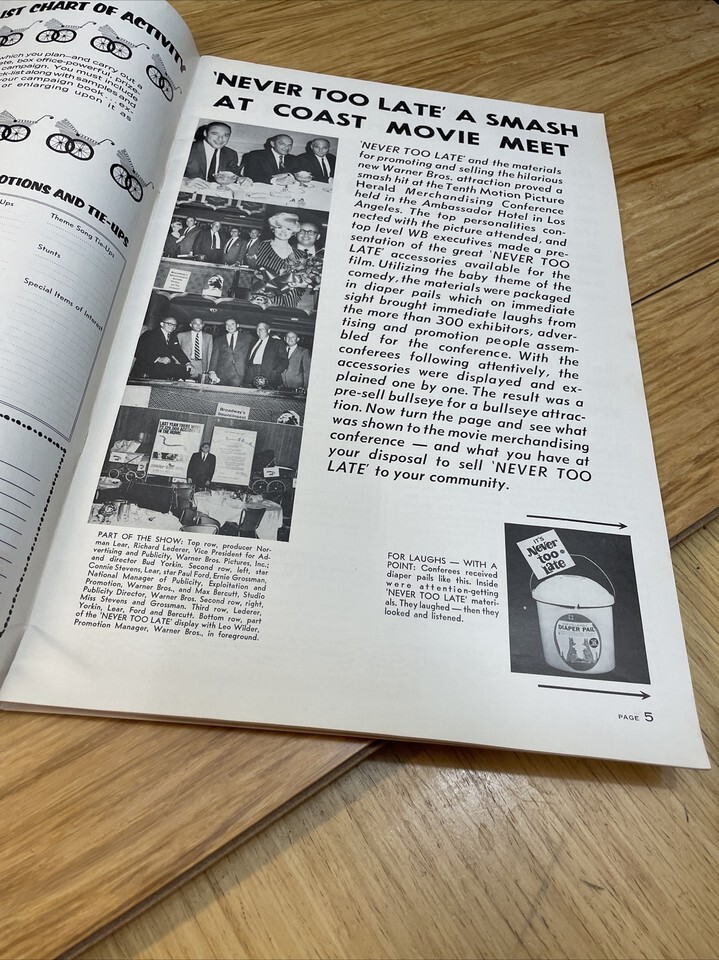 IST CHART OF ACTIVITY
which you plan—and carry out a
ete, box office-powerful, prizes
campaign. You must include
k-list along with samples and
your campaign book - ex-
or enlarging upon it as
OTIONS AND TIE-UPS
Ups
Theme Song Tie-Ups
Stunts
Special Items of Interest
'NEVER TOO LATE' A SMASH
AT COAST MOVIE MEET
'NEVER TOO LATE' and the materials
for promoting and selling the hilarious
new Warner Bros. attraction proved a
smash hit at the Tenth Motion Picture
Herald Merchandising Conference
held in the Ambassador Hotel in Los
Angeles. The top personalities con-
nected with the picture attended, and
top level WB executives made a pre-
sentation of the great 'NEVER TOO
LATE' accessories available for the
film. Utilizing the baby theme of the
comedy, the materials were packaged
in diaper pails which on immediate
sight brought immediate laughs from
the more than 300 exhibitors, adver-
tising and promotion people assem-
bled for the conference. With the
conferees following attentively, the
accessories were displayed and ex-
plained one by one. The result was a
pre-sell bullseye for a bullseye attrac-
tion. Now turn the page and see what
was shown to the movie merchandising
conference — and what you have at
your disposal to sell 'NEVER TOO
LATE' to your community.
LAST YEAR THERE WERE
IN THE HOME.
PART OF THE SHOW: Top row, producer Nor-
man Lear, Richard Lederer, Vice President for Ad-
vertising and Publicity, Warner Bros. Pictures, Inc.;
and director Bud Yorkin. Second row, left, star
Connie Stevens, Lear, star Paul Ford, Ernie Grossman,
National Manager of Publicity, Exploitation and
Promotion, Warner Bros., and Max Bercutt, Studio
Publicity Director, Warner Bros. Second row, right,
Miss Stevens and Grossman. Third row, Lederer,
Yorkin, Lear, Ford and Bercutt. Bottom row, part
of the 'NEVER TOO LATE' display with Leo Wilder,
Promotion Manager, Warner Bros., in foreground.
FOR LAUGHS — WITH A
POINT: Conferees received
diaper pails like this. Inside
were attention-getting
'NEVER TOO LATE' materi-
als. They laughed — then they
looked and listened.
IT'S
Never
too
late
DIAPER PAIL
PAGE 5